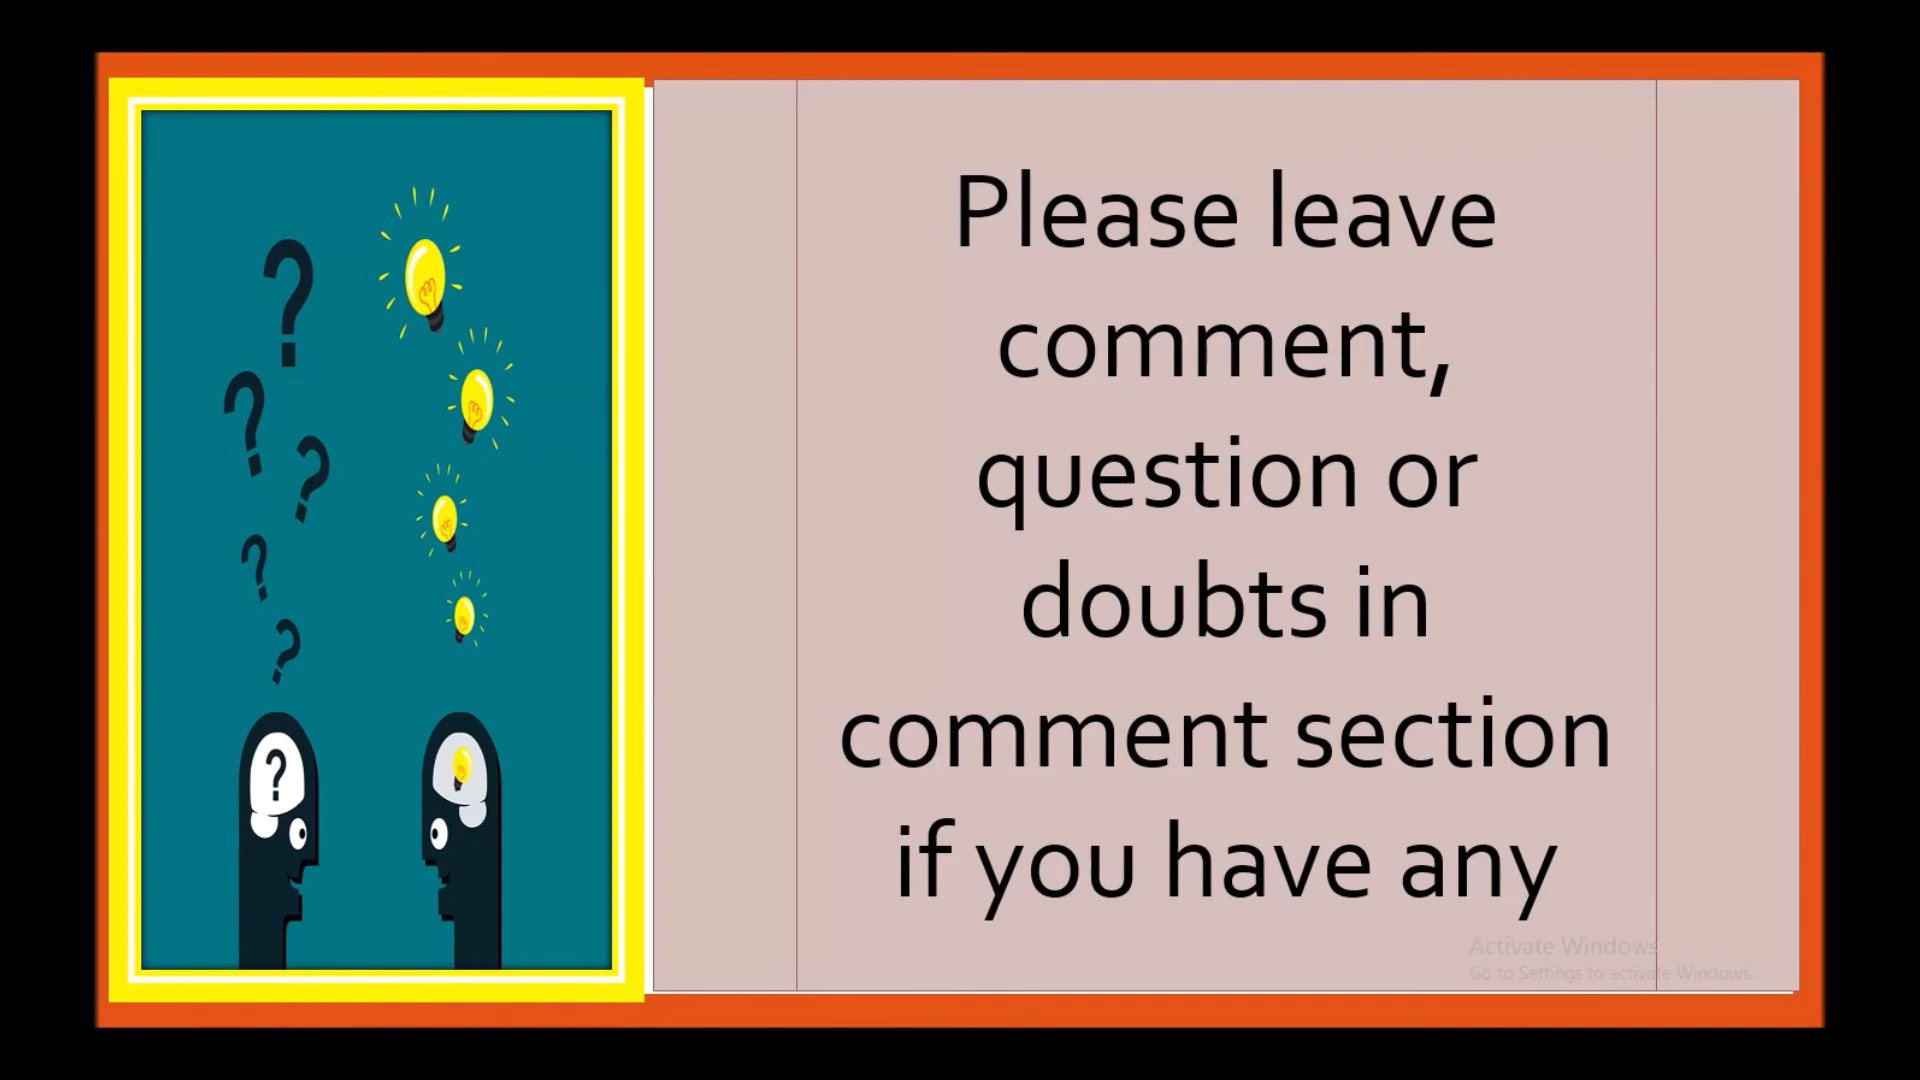 Please leave
comment,
question or
doubts in
comment section
if you have any
Activate Windows
Go to Settings to activate Windows.